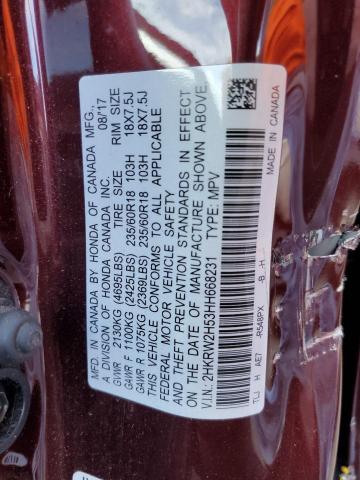 MFD. IN CANADA BY HONDA OF CANADA MFG.,
A DIVISION OF HONDA CANADA INC. 08/17
GVWR 2130KG (4695LBS) TIRE SIZE RIM SIZE
GAWR F 1100KG (2425LBS) 235/60R18 103H 18X7.5J
GAWR R 1075KG (2369LBS) 235/60R18 103H 18X7.5J
THIS VEHICLE CONFORMS TO ALL APPLICABLE
FEDERAL MOTOR VEHICLE SAFETY
AND THEFT PREVENTION STANDARDS IN EFFECT
ON THE DATE OF MANUFACTURE SHOWN ABOVE.
V.I.N.: 2HKRW2H53HH668231 TYPE: MPV
TLJ H AE7 -R548PX -B -H MADE IN CANADA